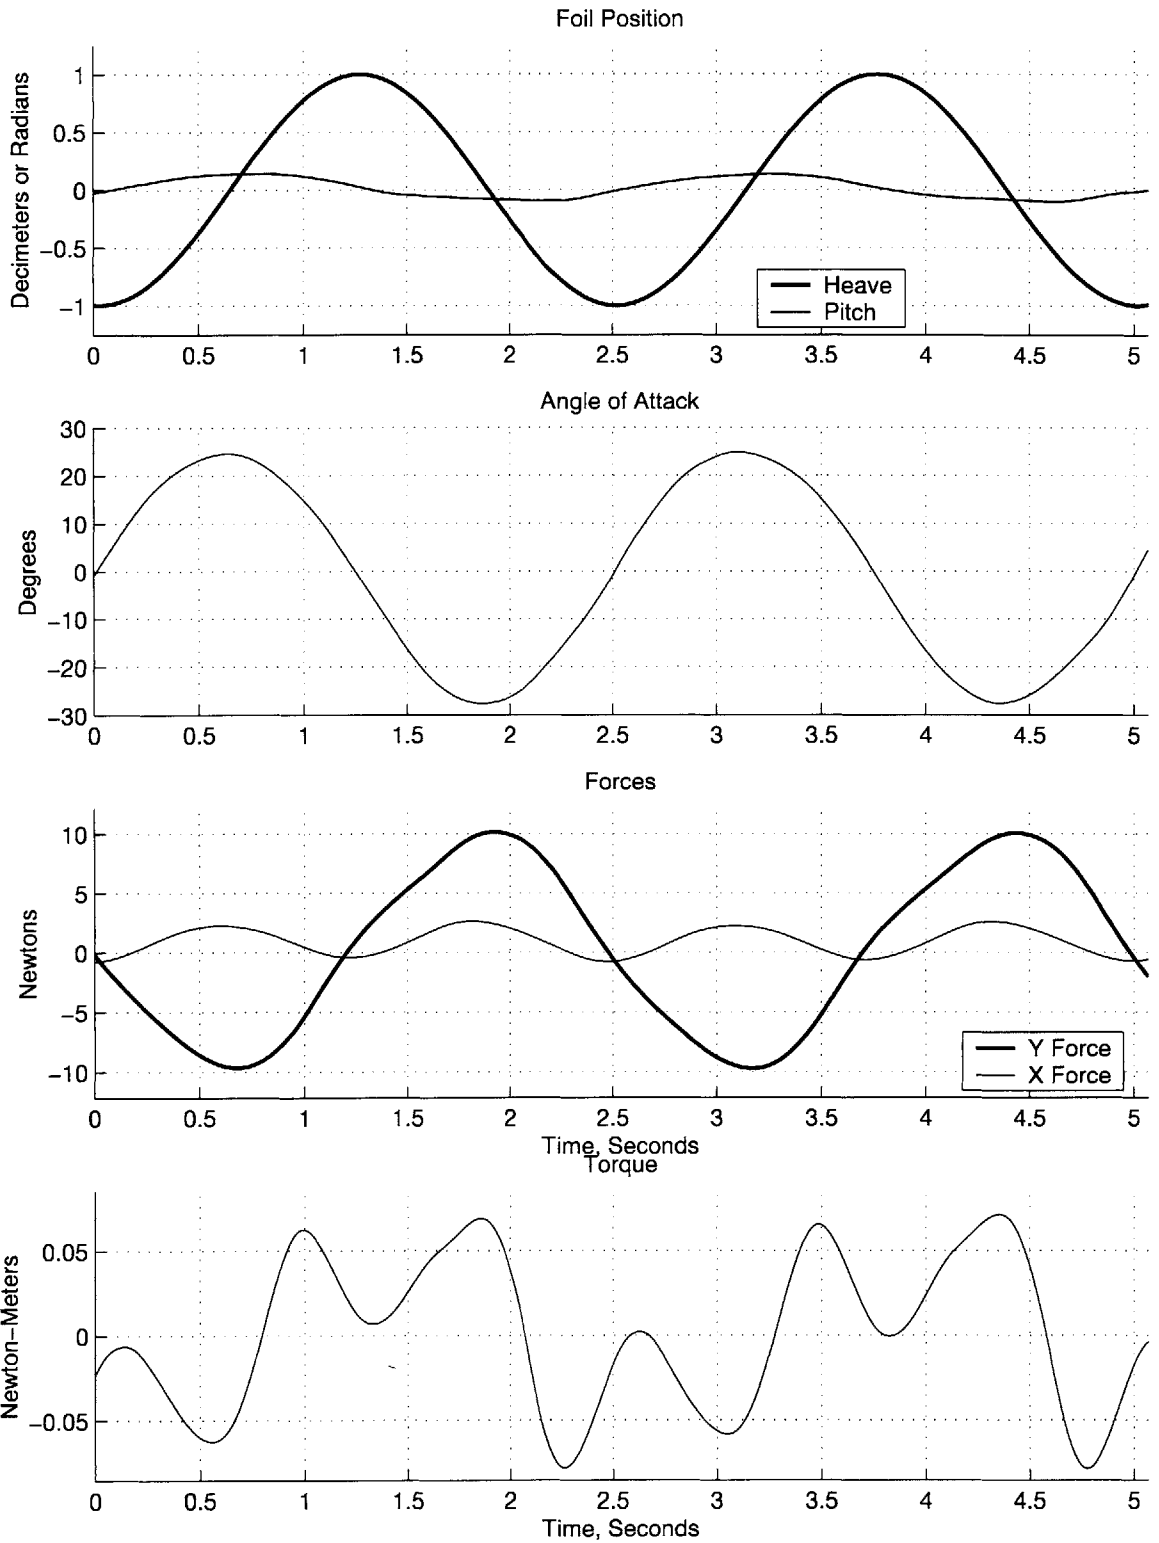 Foil Position
Decimeters or Radians
1
0.5
0
−0.5
−1
Heave
Pitch
0 0.5 1 1.5 2 2.5 3 3.5 4 4.5 5
Angle of Attack
Degrees
30
20
10
0
−10
−20
−30
0 0.5 1 1.5 2 2.5 3 3.5 4 4.5 5
Forces
Newtons
10
5
0
−5
−10
Y Force
X Force
0 0.5 1 1.5 2 2.5 3 3.5 4 4.5 5
Time, Seconds
Torque
Newton−Meters
0.05
0
−0.05
0 0.5 1 1.5 2 2.5 3 3.5 4 4.5 5
Time, Seconds